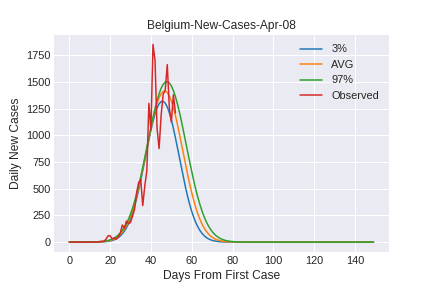 Belgium-New-Cases-Apr-08
3%
AVG
97%
Observed
Daily New Cases
1750
1500
1250
1000
750
500
250
0
0 20 40 60 80 100 120 140
Days From First Case